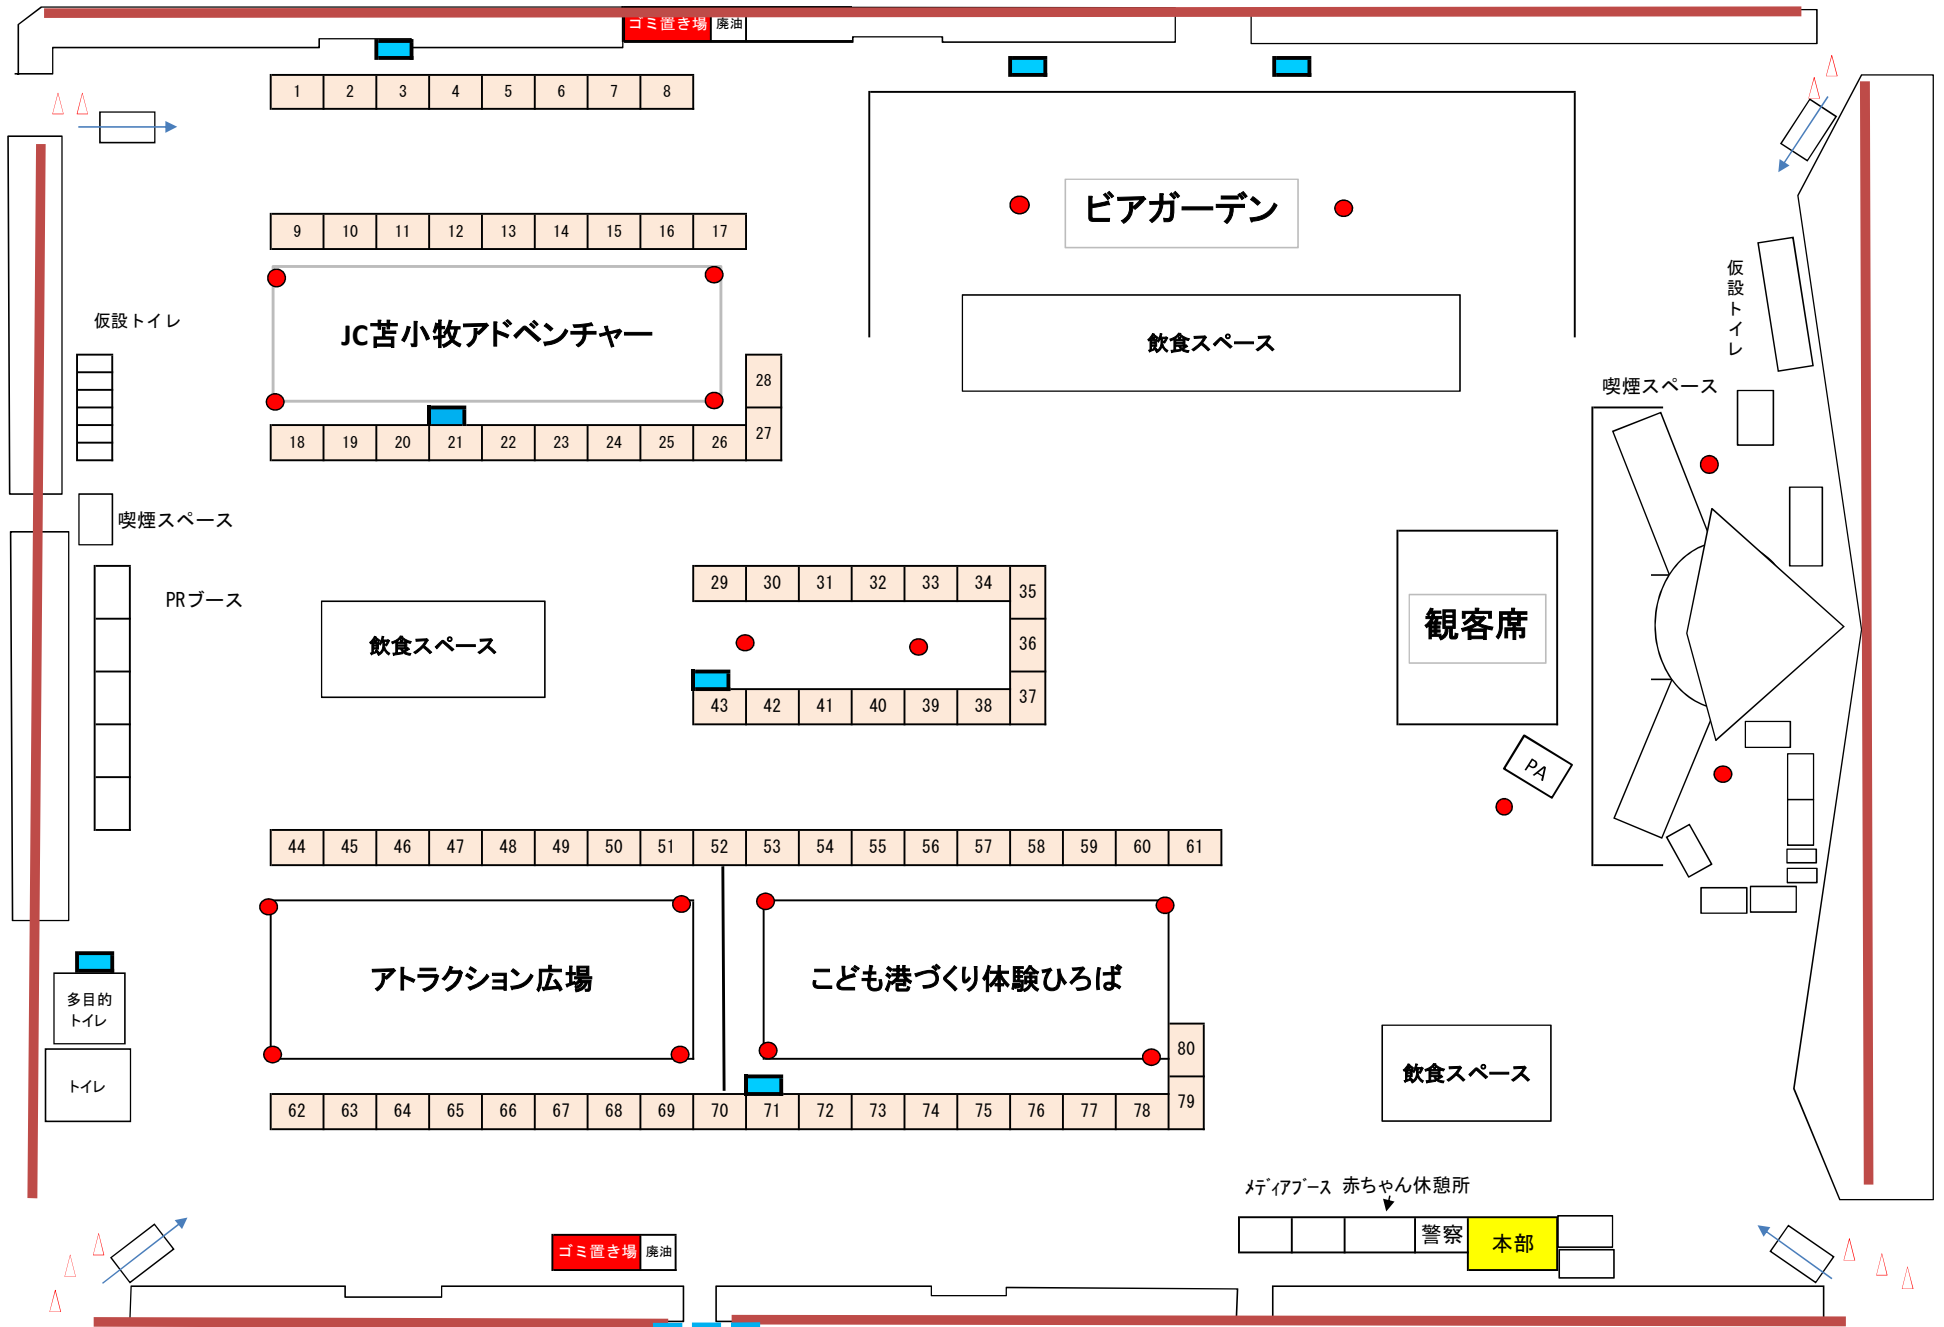 ゴミ置き場 廃油
1 2 3 4 5 6 7 8
ビアガーデン
9 10 11 12 13 14 15 16 17
仮設トイレ
仮設トイレ
JC苫小牧アドベンチャー
飲食スペース
28
喫煙スペース
27
18 19 20 21 22 23 24 25 26
喫煙スペース
29 30 31 32 33 34 35
PRブース
観客席
飲食スペース
36
37
43 42 41 40 39 38
PA
44 45 46 47 48 49 50 51 52 53 54 55 56 57 58 59 60 61
アトラクション広場
こども港づくり体験ひろば
多目的
トイレ
80
飲食スペース
トイレ
79
62 63 64 65 66 67 68 69 70 71 72 73 74 75 76 77 78
メディアブース 赤ちゃん休憩所
警察 本部
ゴミ置き場 廃油